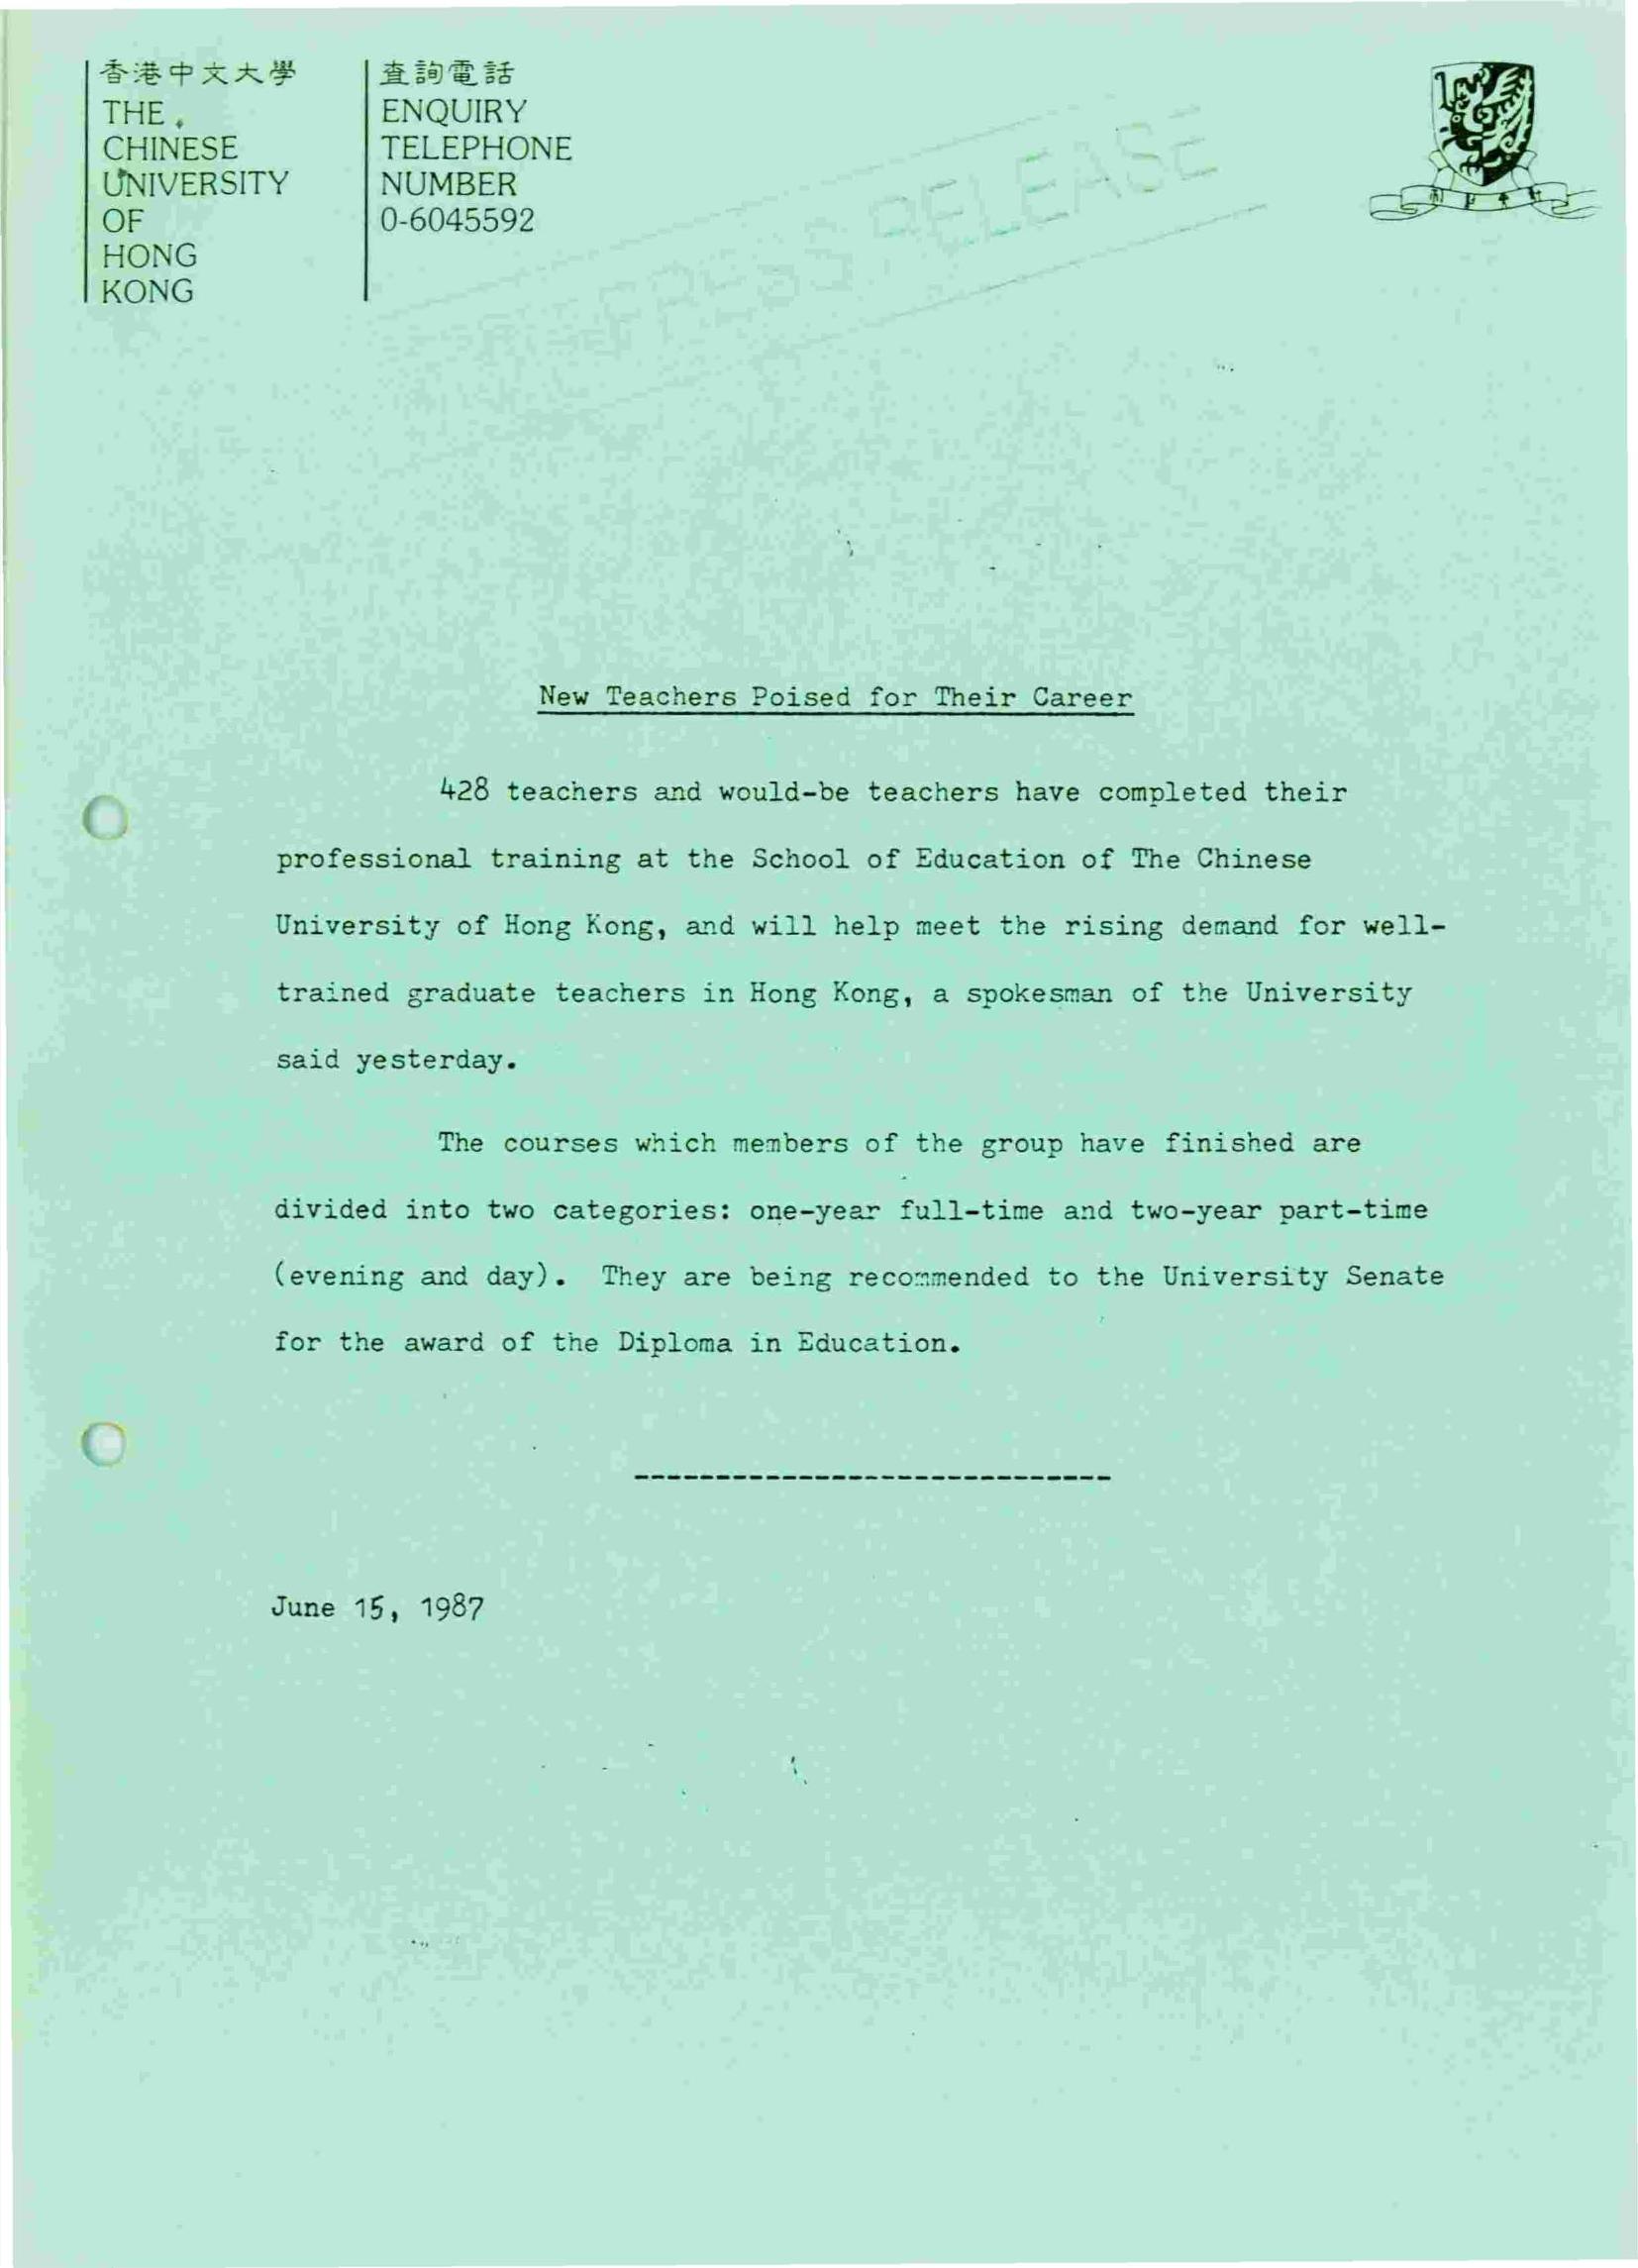 香港中文大學
THE
CHINESE
UNIVERSITY
OF
HONG
KONG
查詢電話
ENQUIRY
TELEPHONE
NUMBER
0-6045592
PRESS RELEASE
New Teachers Poised for Their Career
428 teachers and would-be teachers have completed their
professional training at the School of Education of The Chinese
University of Hong Kong, and will help meet the rising demand for well-
trained graduate teachers in Hong Kong, a spokesman of the University
said yesterday.
The courses which members of the group have finished are
divided into two categories: one-year full-time and two-year part-time
(evening and day). They are being recommended to the University Senate
for the award of the Diploma in Education.
June 15, 1987